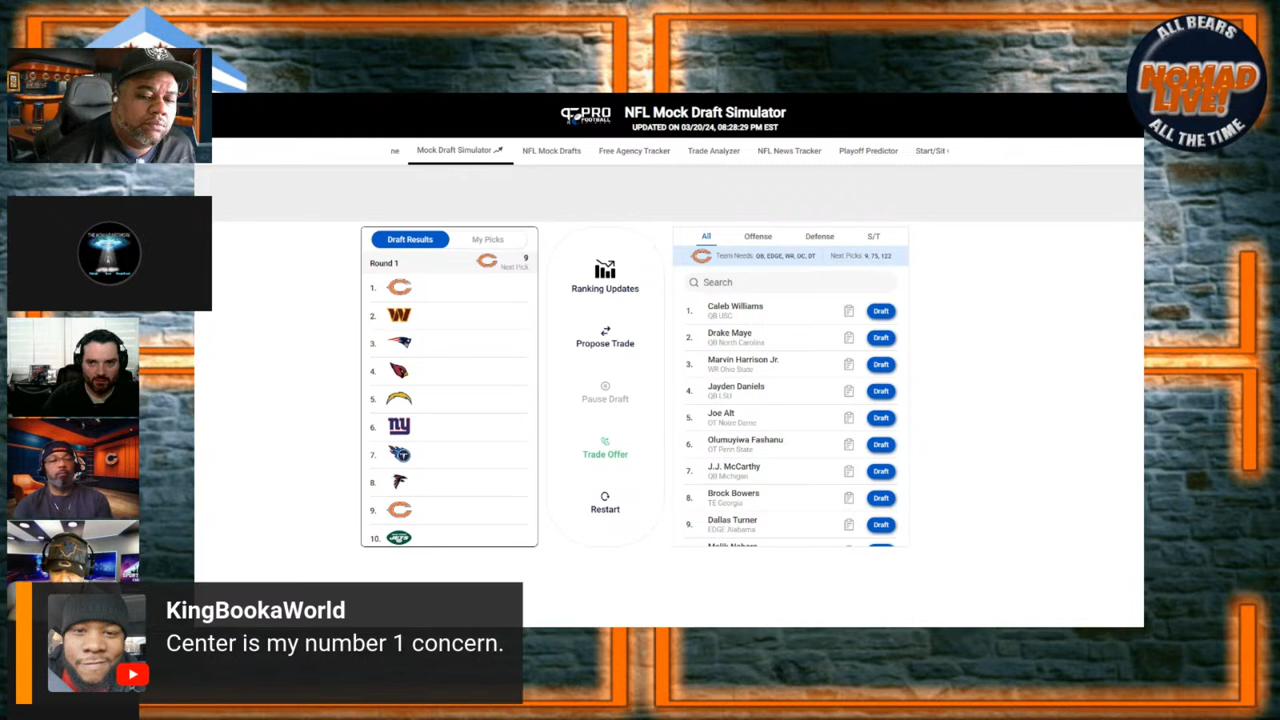 ALL BEARS
NOMAD
LIVE!
ALL THE TIME
PRO
FOOTBALL
NFL Mock Draft Simulator
UPDATED ON 03/20/24, 08:28:29 PM EST
ne
Mock Draft Simulator
NFL Mock Drafts
Free Agency Tracker
Trade Analyzer
NFL News Tracker
Playoff Predictor
Start/Sit
Draft Results
My Picks
Round 1
9
Next Pick
1.
2.
3.
4.
5.
6.
ny
7.
8.
9.
10.
JETS
Ranking Updates
Propose Trade
Pause Draft
Trade Offer
Restart
All
Offense
Defense
S/T
Team Needs: QB, EDGE, WR, OC, DT
Next Picks: 9, 75, 122
Search
1. Caleb Williams Draft
QB USC
2. Drake Maye Draft
QB North Carolina
3. Marvin Harrison Jr. Draft
WR Ohio State
4. Jayden Daniels Draft
QB LSU
5. Joe Alt Draft
OT Notre Dame
6. Olumuyiwa Fashanu Draft
OT Penn State
7. J.J. McCarthy Draft
QB Michigan
8. Brock Bowers Draft
TE Georgia
9. Dallas Turner Draft
EDGE Alabama
KingBookaWorld
Center is my number 1 concern.